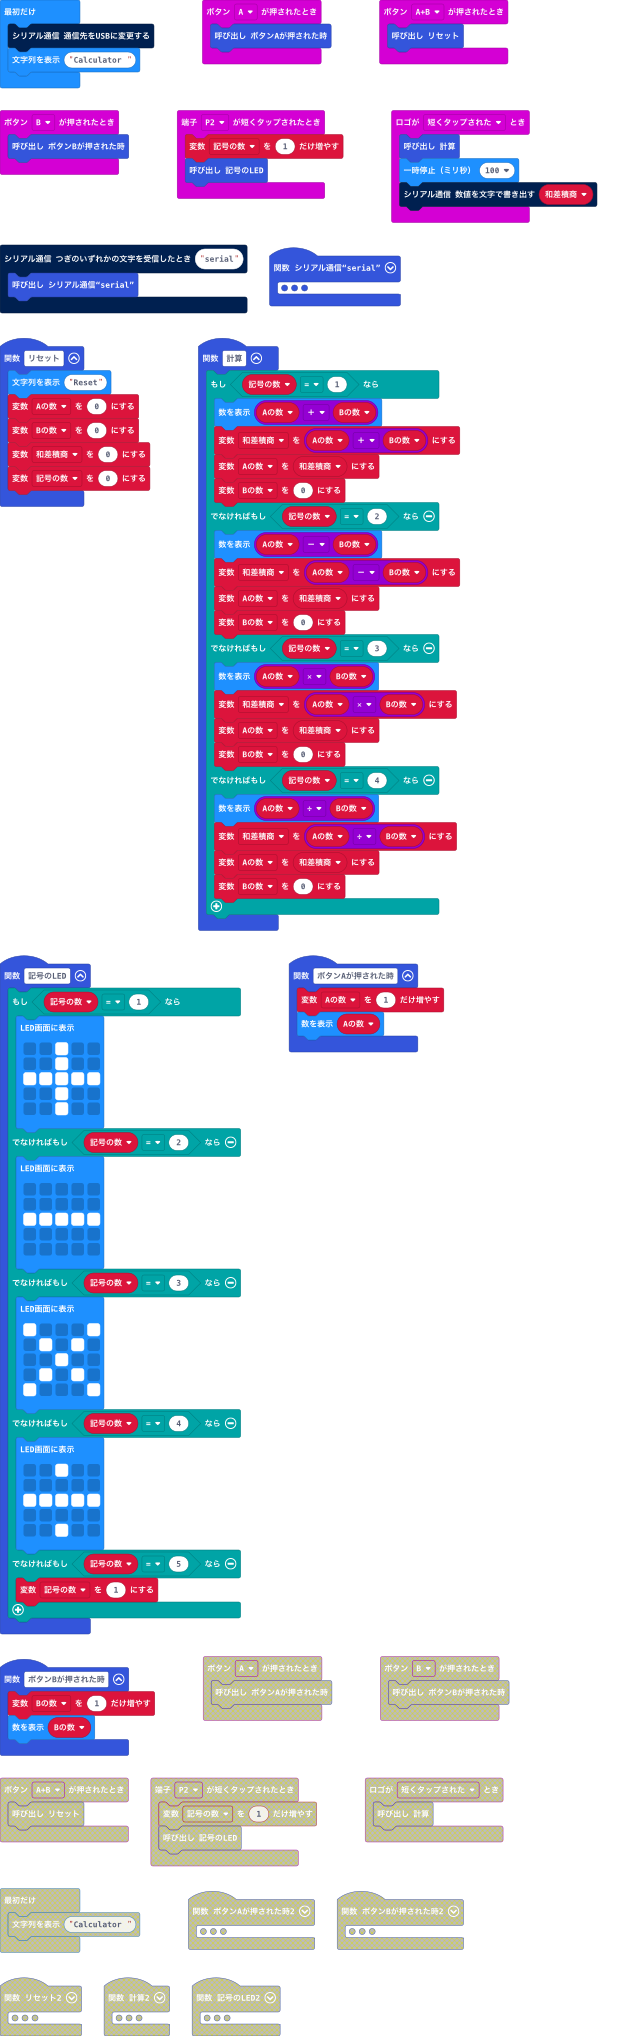 最初だけ
シリアル通信 通信先をUSBに変更する
文字列を表示 "Calculator "
ボタン A が押されたとき
呼び出し ボタンAが押された時
ボタン A+B が押されたとき
呼び出し リセット
ボタン B が押されたとき
呼び出し ボタンBが押された時
端子 P2 が短くタップされたとき
変数 記号の数 を 1 だけ増やす
呼び出し 記号のLED
ロゴが 短くタップされた とき
呼び出し 計算
一時停止 (ミリ秒) 100
シリアル通信 数値を文字で書き出す 和差積商
シリアル通信 つぎのいずれかの文字を受信したとき "serial"
呼び出し シリアル通信“serial”
関数 シリアル通信“serial”
関数 リセット
文字列を表示 "Reset"
変数 Aの数 を 0 にする
変数 Bの数 を 0 にする
変数 和差積商 を 0 にする
変数 記号の数 を 0 にする
関数 計算
もし 記号の数 = 1 なら
数を表示 Aの数 + Bの数
変数 和差積商 を Aの数 + Bの数 にする
変数 Aの数 を 和差積商 にする
変数 Bの数 を 0 にする
でなければもし 記号の数 = 2 なら
数を表示 Aの数 - Bの数
変数 和差積商 を Aの数 - Bの数 にする
変数 Aの数 を 和差積商 にする
変数 Bの数 を 0 にする
でなければもし 記号の数 = 3 なら
数を表示 Aの数 × Bの数
変数 和差積商 を Aの数 × Bの数 にする
変数 Aの数 を 和差積商 にする
変数 Bの数 を 0 にする
でなければもし 記号の数 = 4 なら
数を表示 Aの数 ÷ Bの数
変数 和差積商 を Aの数 ÷ Bの数 にする
変数 Aの数 を 和差積商 にする
変数 Bの数 を 0 にする
関数 記号のLED
もし 記号の数 = 1 なら
LED画面に表示
でなければもし 記号の数 = 2 なら
LED画面に表示
でなければもし 記号の数 = 3 なら
LED画面に表示
でなければもし 記号の数 = 4 なら
LED画面に表示
でなければもし 記号の数 = 5 なら
変数 記号の数 を 1 にする
関数 ボタンAが押された時
変数 Aの数 を 1 だけ増やす
数を表示 Aの数
関数 ボタンBが押された時
変数 Bの数 を 1 だけ増やす
数を表示 Bの数
ボタン A が押されたとき
呼び出し ボタンAが押された時
ボタン B が押されたとき
呼び出し ボタンBが押された時
ボタン A+B が押されたとき
呼び出し リセット
端子 P2 が短くタップされたとき
変数 記号の数 を 1 だけ増やす
呼び出し 記号のLED
ロゴが 短くタップされた とき
呼び出し 計算
最初だけ
文字列を表示 "Calculator "
関数 ボタンAが押された時2
関数 ボタンBが押された時2
関数 リセット2
関数 計算2
関数 記号のLED2